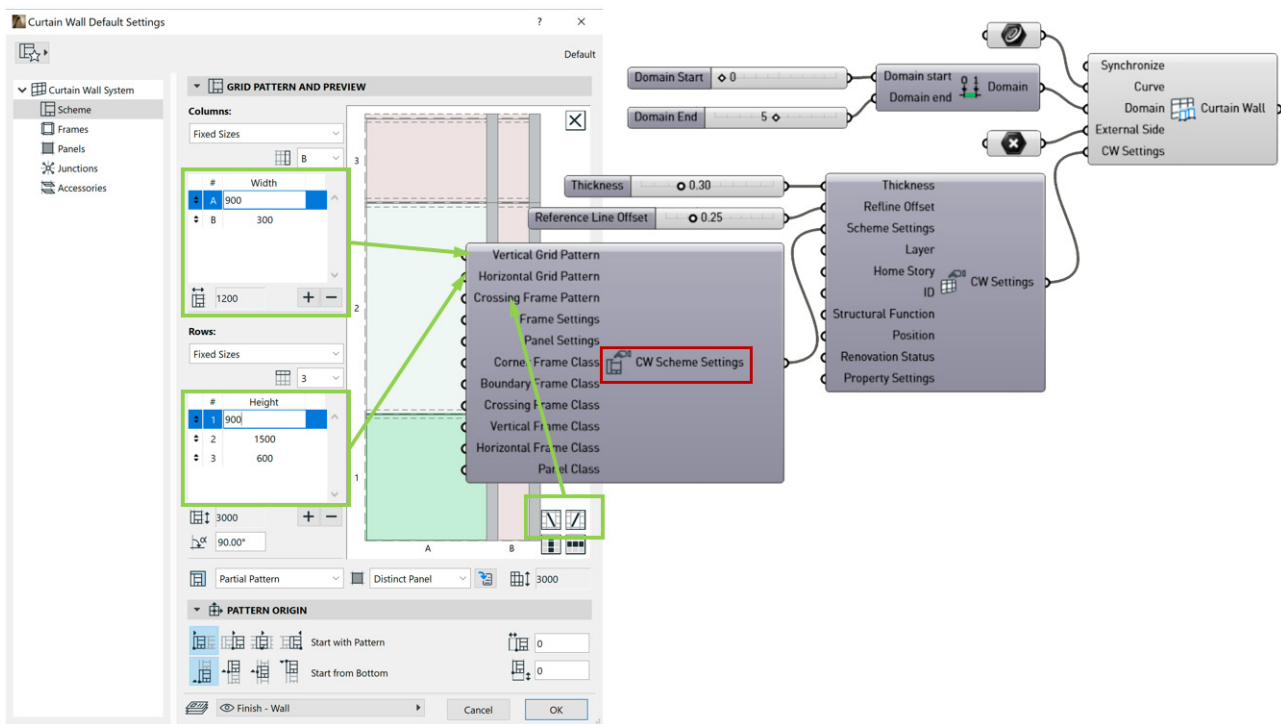 Curtain Wall Default Settings
?
×
Default
Curtain Wall System
Scheme
Frames
Panels
Junctions
Accessories
GRID PATTERN AND PREVIEW
Columns:
Fixed Sizes
B
# Width
A 900
B 300
1200
Rows:
Fixed Sizes
3
# Height
1 900
2 1500
3 600
3000
α
90.00°
3
2
1
A B
Partial Pattern
Distinct Panel
3000
PATTERN ORIGIN
Start with Pattern
0
Start from Bottom
0
Finish - Wall
Cancel
OK
Domain Start 0
Domain End 5
Domain start
Domain end
0 1
Domain
Synchronize
Curve
Domain
External Side
CW Settings
Curtain Wall
Thickness 0.30
Reference Line Offset 0.25
Thickness
Refline Offset
Scheme Settings
Layer
Home Story
ID
Structural Function
Position
Renovation Status
Property Settings
CW Settings
Vertical Grid Pattern
Horizontal Grid Pattern
Crossing Frame Pattern
Frame Settings
Panel Settings
Corner Frame Class
Boundary Frame Class
Crossing Frame Class
Vertical Frame Class
Horizontal Frame Class
Panel Class
CW Scheme Settings